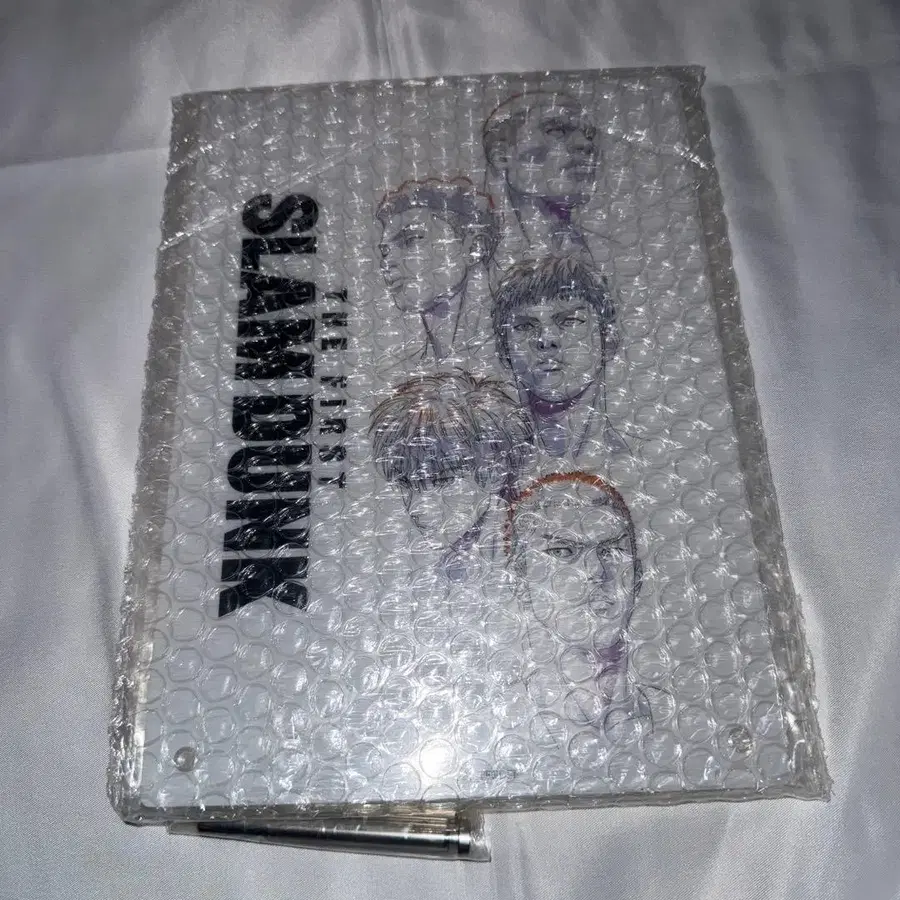 THE FIRST
SLAM DUNK